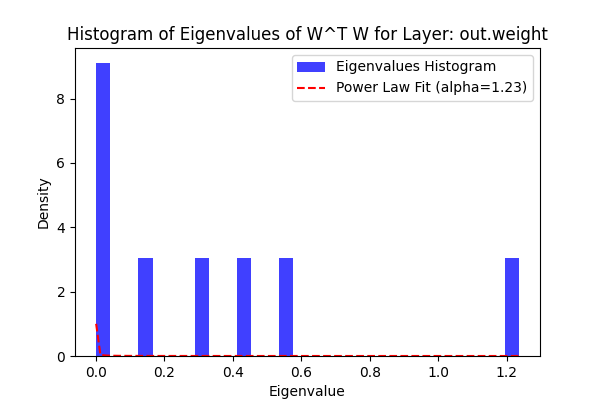 Histogram of Eigenvalues of W^T W for Layer: out.weight
Eigenvalues Histogram
Power Law Fit (alpha=1.23)
Density
8
6
4
2
0
0.0 0.2 0.4 0.6 0.8 1.0 1.2
Eigenvalue